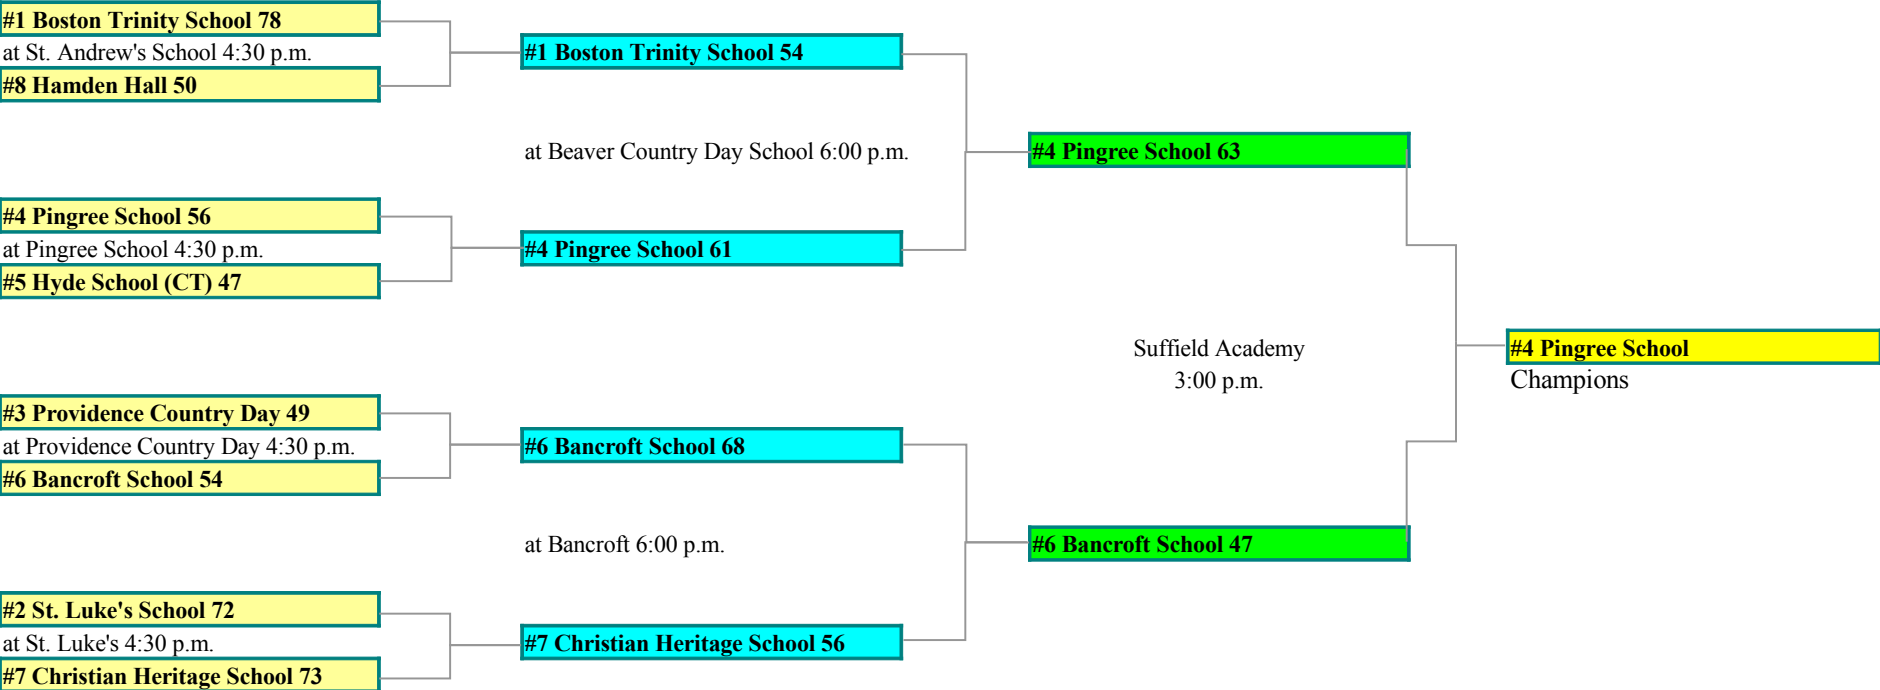 #1 Boston Trinity School 78
at St. Andrew's School 4:30 p.m.
#8 Hamden Hall 50
#4 Pingree School 56
at Pingree School 4:30 p.m.
#5 Hyde School (CT) 47
#3 Providence Country Day 49
at Providence Country Day 4:30 p.m.
#6 Bancroft School 54
#2 St. Luke's School 72
at St. Luke's 4:30 p.m.
#7 Christian Heritage School 73
#1 Boston Trinity School 54
at Beaver Country Day School 6:00 p.m.
#4 Pingree School 61
#6 Bancroft School 68
at Bancroft 6:00 p.m.
#7 Christian Heritage School 56
#4 Pingree School 63
Suffield Academy
3:00 p.m.
#6 Bancroft School 47
#4 Pingree School
Champions